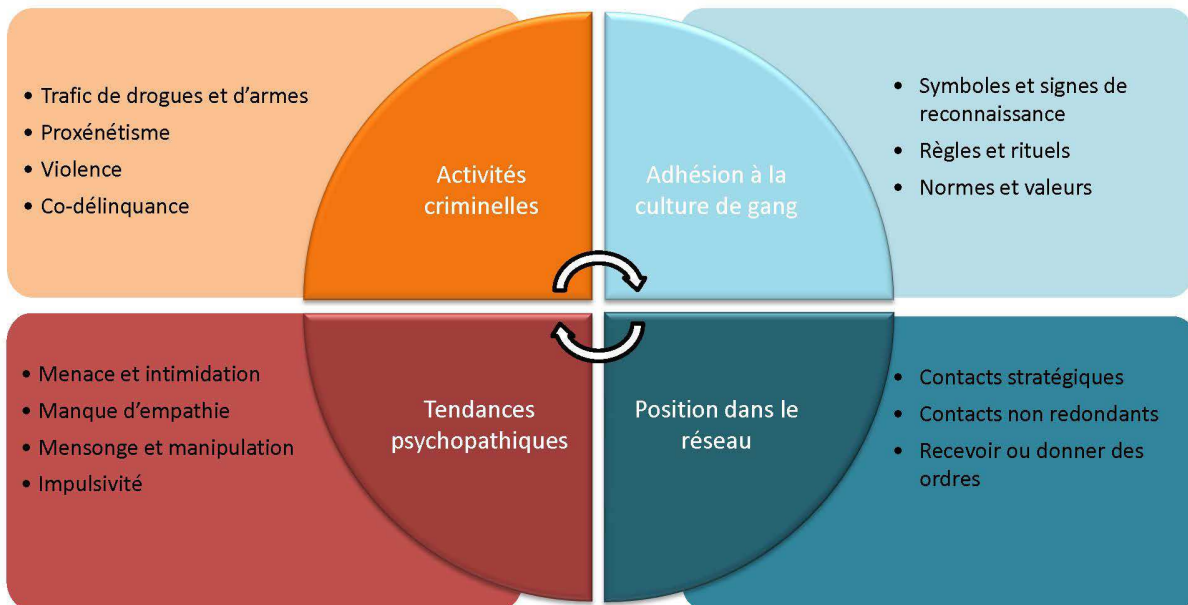 • Trafic de drogues et d’armes
• Proxénétisme
• Violence
• Co-délinquance
Activités
criminelles
Adhésion à la
culture de gang
• Symboles et signes de
reconnaissance
• Règles et rituels
• Normes et valeurs
• Menace et intimidation
• Manque d’empathie
• Mensonge et manipulation
• Impulsivité
Tendances
psychopathiques
Position dans le
réseau
• Contacts stratégiques
• Contacts non redondants
• Recevoir ou donner des
ordres